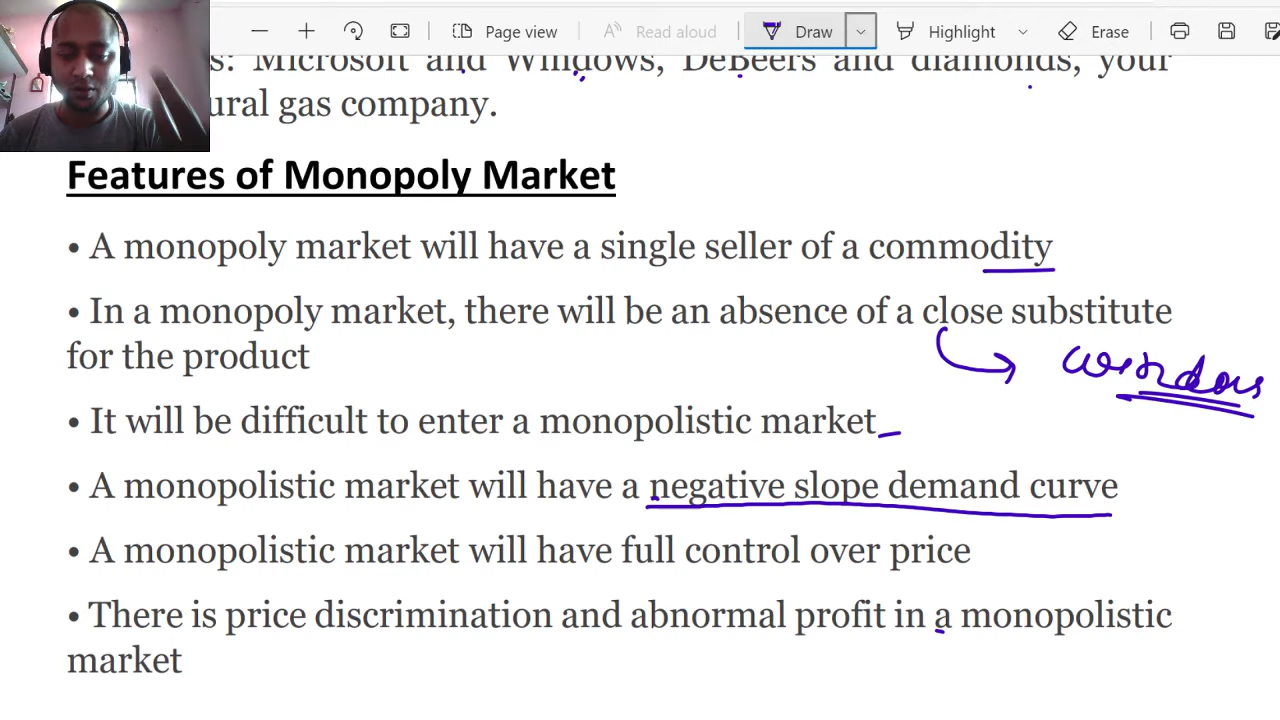 Page view
Read aloud
Draw
Highlight
Erase
s: Microsoft and Windows, DeBeers and diamonds, your
ural gas company.
Features of Monopoly Market
• A monopoly market will have a single seller of a commodity
• In a monopoly market, there will be an absence of a close substitute
for the product
• It will be difficult to enter a monopolistic market
• A monopolistic market will have a negative slope demand curve
• A monopolistic market will have full control over price
• There is price discrimination and abnormal profit in a monopolistic
market